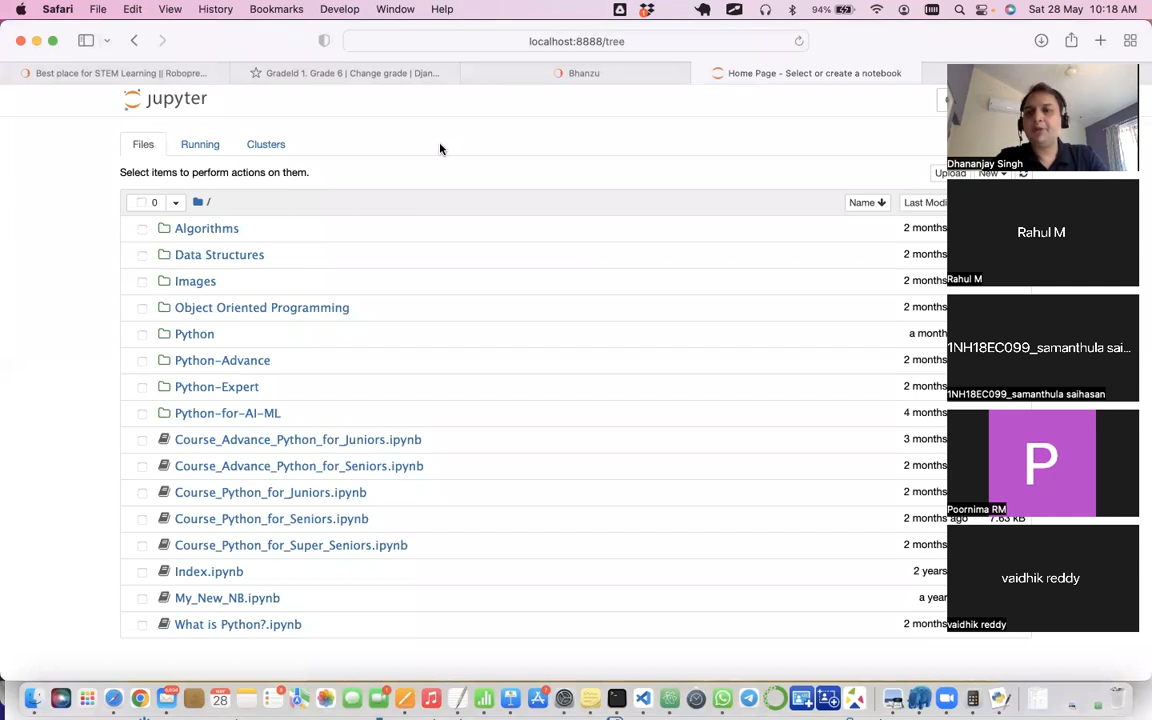 Safari File Edit View History Bookmarks Develop Window Help 94% Sat 28 May 10:18 AM
localhost:8888/tree
Best place for STEM Learning || Robopre...
GradeId 1. Grade 6 | Change grade | Djan...
Bhanzu
Home Page - Select or create a notebook
jupyter
Files Running Clusters
Select items to perform actions on them.
Upload New
0 / Name Last Modi
Algorithms 2 months
Data Structures 2 months
Images 2 months
Object Oriented Programming 2 months
Python a month
Python-Advance 2 months
Python-Expert 2 months
Python-for-AI-ML 4 months
Course_Advance_Python_for_Juniors.ipynb 3 months
Course_Advance_Python_for_Seniors.ipynb 2 months
Course_Python_for_Juniors.ipynb 2 months
Course_Python_for_Seniors.ipynb 2 months ago 7.63 kB
Course_Python_for_Super_Seniors.ipynb 2 months
Index.ipynb 2 years
My_New_NB.ipynb a year
What is Python?.ipynb 2 months
Dhananjay Singh
Rahul M
Rahul M
1NH18EC099_samanthula sai...
1NH18EC099_samanthula saihasan
P
Poornima RM
vaidhik reddy
vaidhik reddy
28